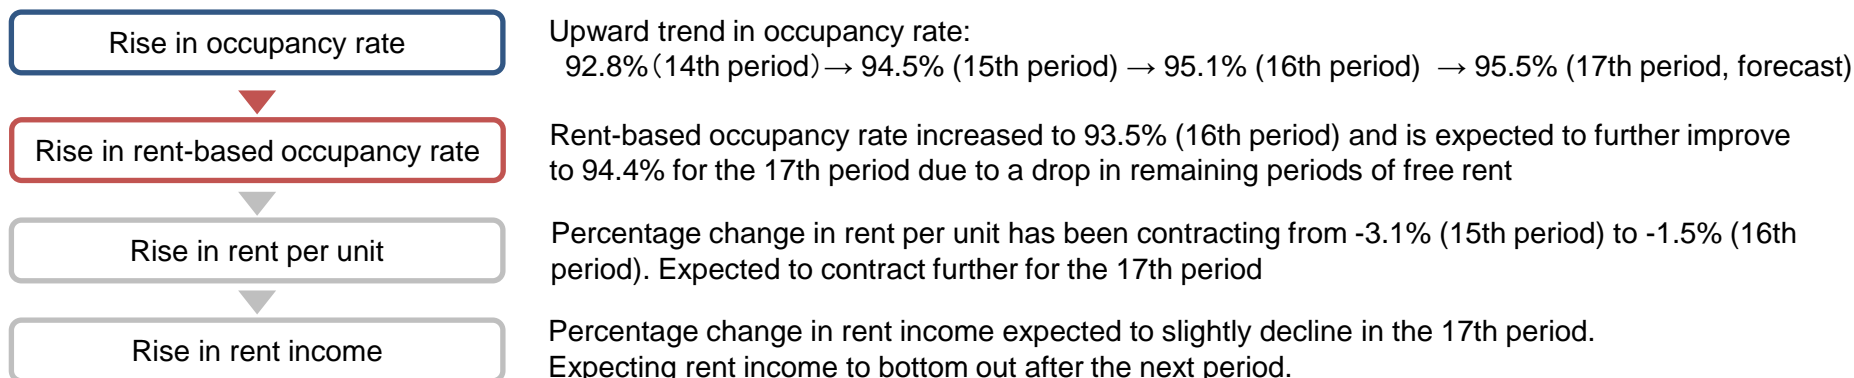 Rise in occupancy rate
Upward trend in occupancy rate:
92.8%（14th period）→ 94.5% (15th period) → 95.1% (16th period) → 95.5% (17th period, forecast)
Rise in rent-based occupancy rate
Rent-based occupancy rate increased to 93.5% (16th period) and is expected to further improve
to 94.4% for the 17th period due to a drop in remaining periods of free rent
Rise in rent per unit
Percentage change in rent per unit has been contracting from -3.1% (15th period) to -1.5% (16th
period). Expected to contract further for the 17th period
Rise in rent income
Percentage change in rent income expected to slightly decline in the 17th period.
Expecting rent income to bottom out after the next period.